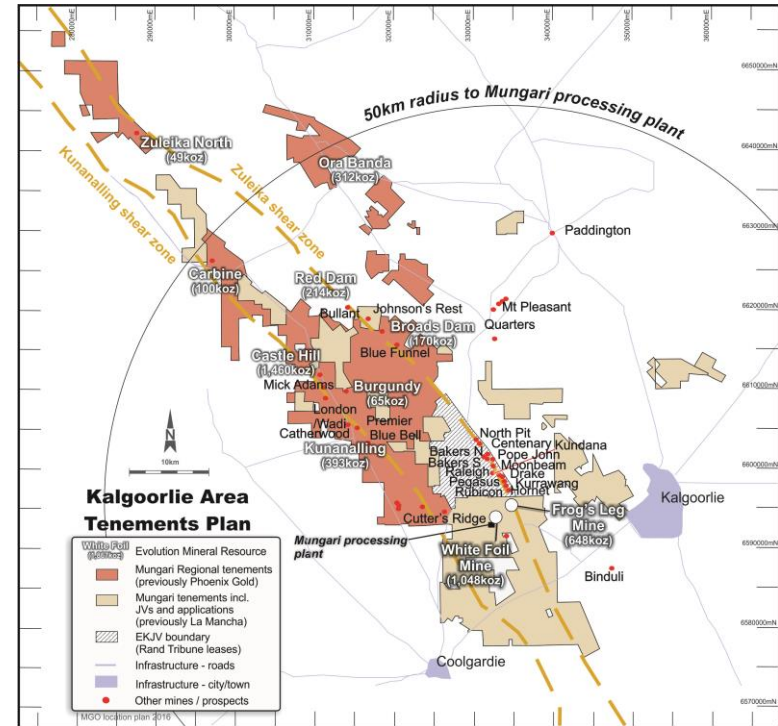 280000mE
290000mE
300000mE
310000mE
320000mE
330000mE
340000mE
350000mE
360000mE
6650000mN
6640000mN
6630000mN
6620000mN
6610000mN
6600000mN
6590000mN
6580000mN
6570000mN
50km radius to Mungari processing plant
Zuleika North
(49koz)
Ora Banda
(312koz)
Zuleika shear zone
Kunanalling shear zone
Paddington
Carbine
(100koz)
Red Dam
(214koz)
Bullant
Johnson's Rest
Mt Pleasant
Broads Dam
(170koz)
Quarters
Blue Funnel
Castle Hill
(1,460koz)
Mick Adams
Burgundy
(65koz)
London
/Wadi
Premier
Catherwood
Blue Bell
Kunanalling
(393koz)
North Pit
Centenary
Kundana
Bakers N.
Pope John
Bakers S.
Moonbeam
Raleigh
Drake
Pegasus
Kurrawang
Rubicon
Hornet
Kalgoorlie
Cutter's Ridge
Frog's Leg
Mine
(648koz)
Mungari processing
plant
White Foil
Mine
(1,048koz)
Binduli
Coolgardie
N
10km
Kalgoorlie Area
Tenements Plan
White Foil
Evolution Mineral Resource
Mungari Regional tenements
(previously Phoenix Gold)
Mungari tenements incl.
JVs and applications
(previously La Mancha)
EKJV boundary
(Rand Tribune leases)
Infrastructure - roads
Infrastructure - city/town
Other mines / prospects
MGO location plan 2016